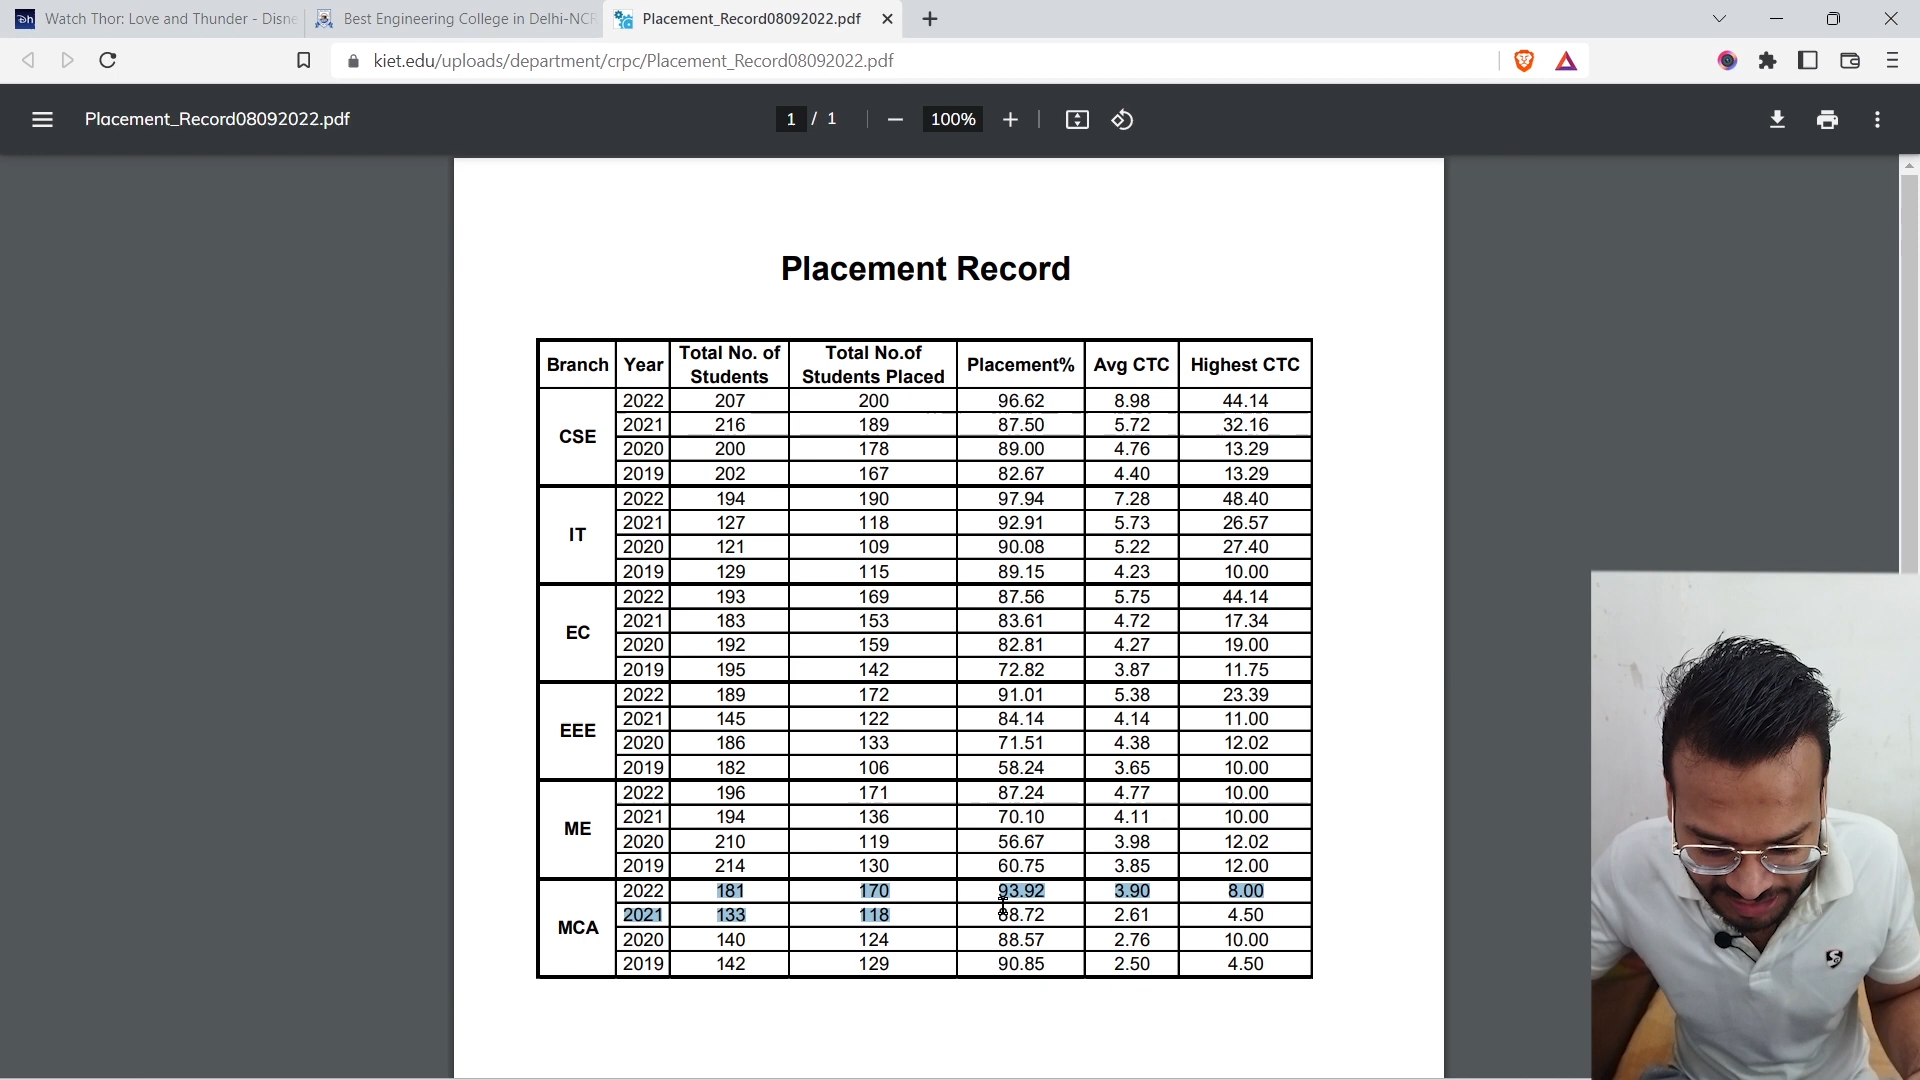 Watch Thor: Love and Thunder - Disne
Best Engineering College in Delhi-NCR
Placement_Record08092022.pdf
kiet.edu/uploads/department/crpc/Placement_Record08092022.pdf
Placement_Record08092022.pdf 1 / 1 100%
Placement Record
Branch Year Total No. of Students Total No.of Students Placed Placement% Avg CTC Highest CTC
CSE 2022 207 200 96.62 8.98 44.14
2021 216 189 87.50 5.72 32.16
2020 200 178 89.00 4.76 13.29
2019 202 167 82.67 4.40 13.29
IT 2022 194 190 97.94 7.28 48.40
2021 127 118 92.91 5.73 26.57
2020 121 109 90.08 5.22 27.40
2019 129 115 89.15 4.23 10.00
EC 2022 193 169 87.56 5.75 44.14
2021 183 153 83.61 4.72 17.34
2020 192 159 82.81 4.27 19.00
2019 195 142 72.82 3.87 11.75
EEE 2022 189 172 91.01 5.38 23.39
2021 145 122 84.14 4.14 11.00
2020 186 133 71.51 4.38 12.02
2019 182 106 58.24 3.65 10.00
ME 2022 196 171 87.24 4.77 10.00
2021 194 136 70.10 4.11 10.00
2020 210 119 56.67 3.98 12.02
2019 214 130 60.75 3.85 12.00
MCA 2022 181 170 93.92 3.90 8.00
2021 133 118 88.72 2.61 4.50
2020 140 124 88.57 2.76 10.00
2019 142 129 90.85 2.50 4.50